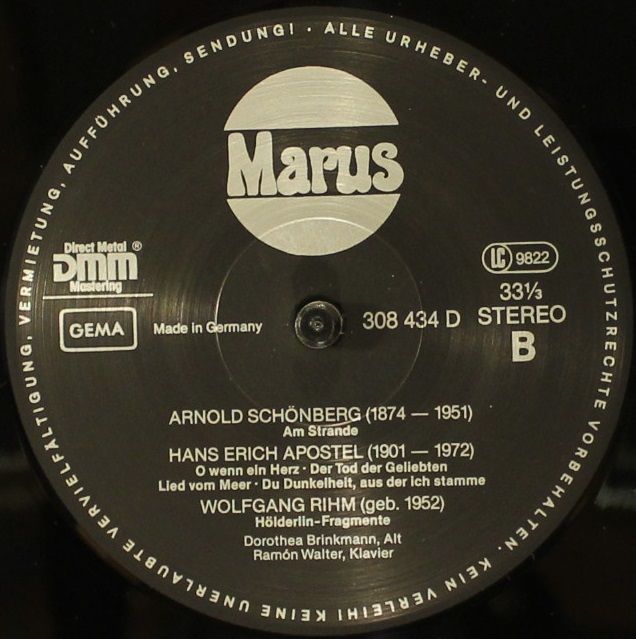 ALLE URHEBER- UND LEISTUNGSSCHUTZRECHTE VORBEHALTEN. KEIN VERLEIH! KEINE UNERLAUBTE VERVIELFÄLTIGUNG, VERMIETUNG, AUFFÜHRUNG, SENDUNG! ·
Marus
Direct Metal ®
DMM
Mastering
LC 9822
GEMA
Made in Germany
308 434 D
33⅓
STEREO
B
ARNOLD SCHÖNBERG (1874 — 1951)
Am Strande
HANS ERICH APOSTEL (1901 — 1972)
O wenn ein Herz · Der Tod der Geliebten
Lied vom Meer · Du Dunkelheit, aus der ich stamme
WOLFGANG RIHM (geb. 1952)
Hölderlin-Fragmente
Dorothea Brinkmann, Alt
Ramón Walter, Klavier